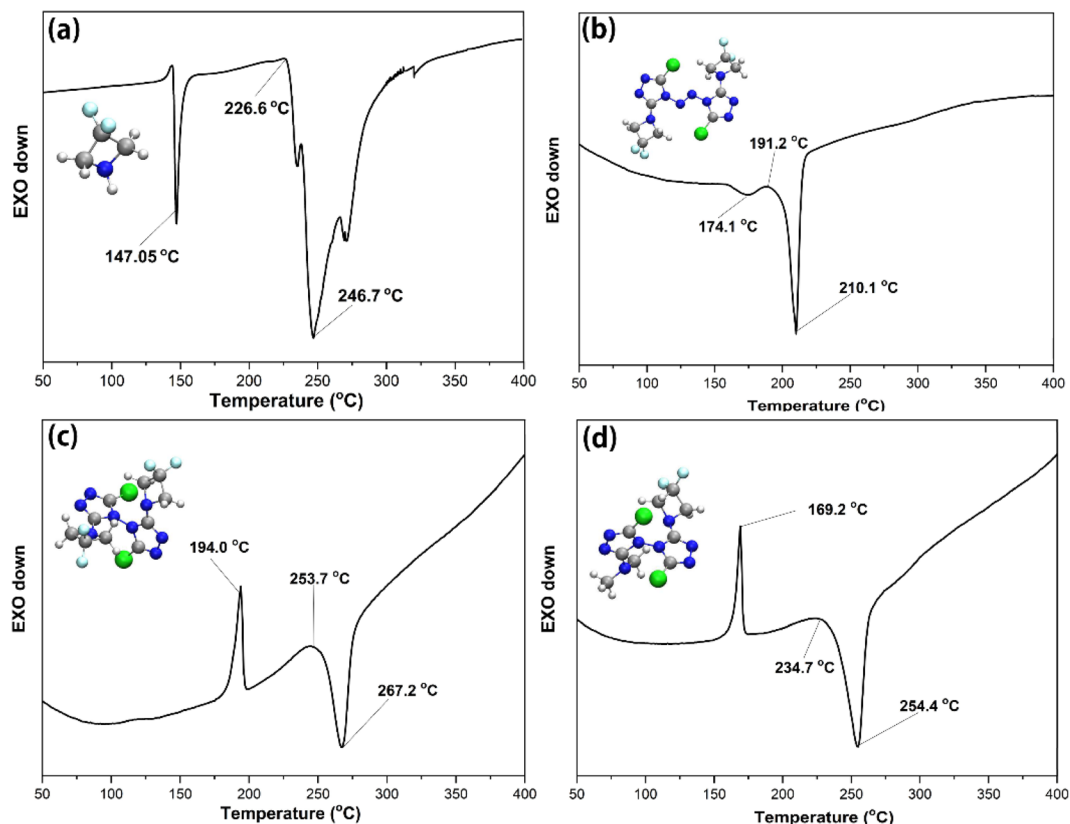 (a)
EXO down
226.6 °C
147.05 °C
246.7 °C
50 100 150 200 250 300 350 400
Temperature (°C)
(b)
EXO down
191.2 °C
174.1 °C
210.1 °C
50 100 150 200 250 300 350 400
Temperature (°C)
(c)
EXO down
194.0 °C
253.7 °C
267.2 °C
50 100 150 200 250 300 350 400
Temperature (°C)
(d)
EXO down
169.2 °C
234.7 °C
254.4 °C
50 100 150 200 250 300 350 400
Temperature (°C)